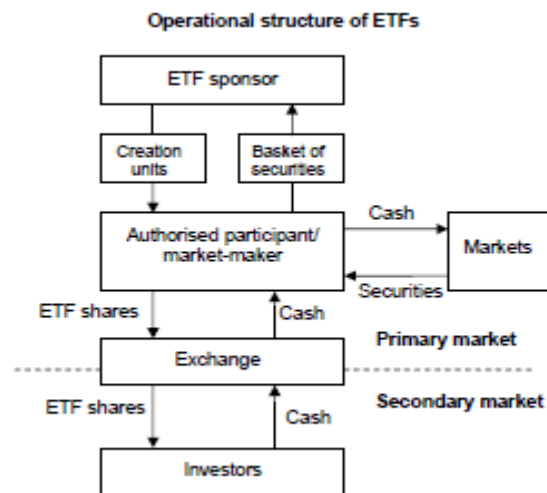 Operational structure of ETFs
ETF sponsor
Creation
units
Basket of
securities
Cash
Authorised participant/
market-maker
Markets
Securities
ETF shares
Cash
Primary market
Exchange
ETF shares
Cash
Secondary market
Investors